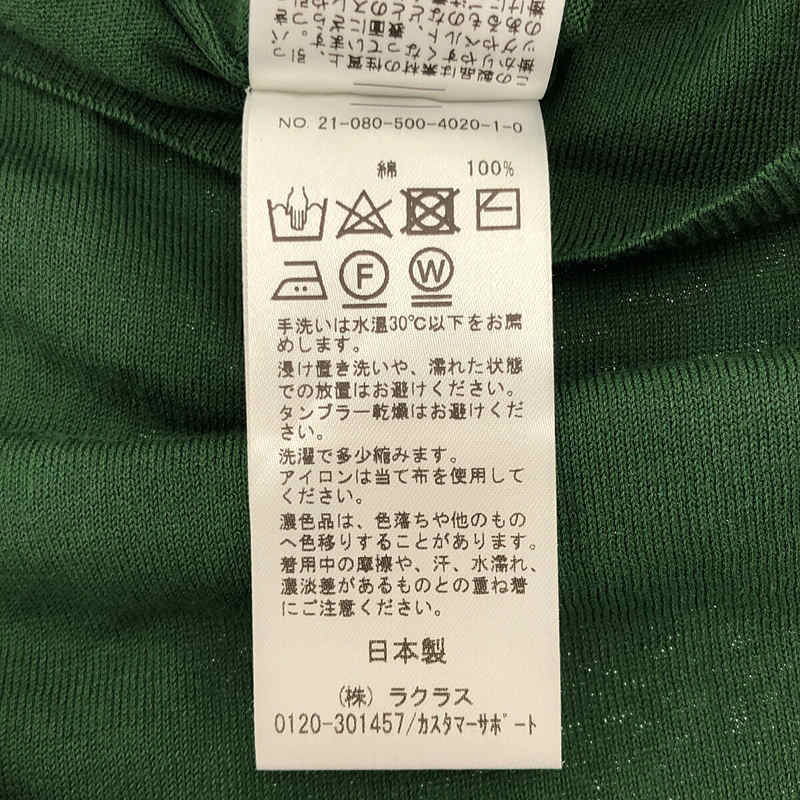 NO. 21-080-500-4020-1-0
綿 100%
F W
手洗いは水温30℃以下をお薦
めします。
浸け置き洗いや、濡れた状態
での放置はお避けください。
タンブラー乾燥はお避けくだ
さい。
洗濯で多少縮みます。
アイロンは当て布を使用して
ください。
濃色品は、色落ちや他のもの
へ色移りすることがあります。
着用中の摩擦や、汗、水濡れ、
濃淡差があるものとの重ね着
にご注意ください。
日本製
(株) ラクラス
0120-301457/カスタマーサポート